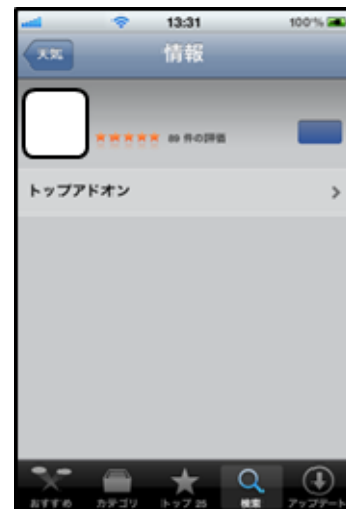 13:31 100%
天気 情報
89 件の評価
トップアドオン
おすすめ カテゴリ トップ 25 検索 アップデート